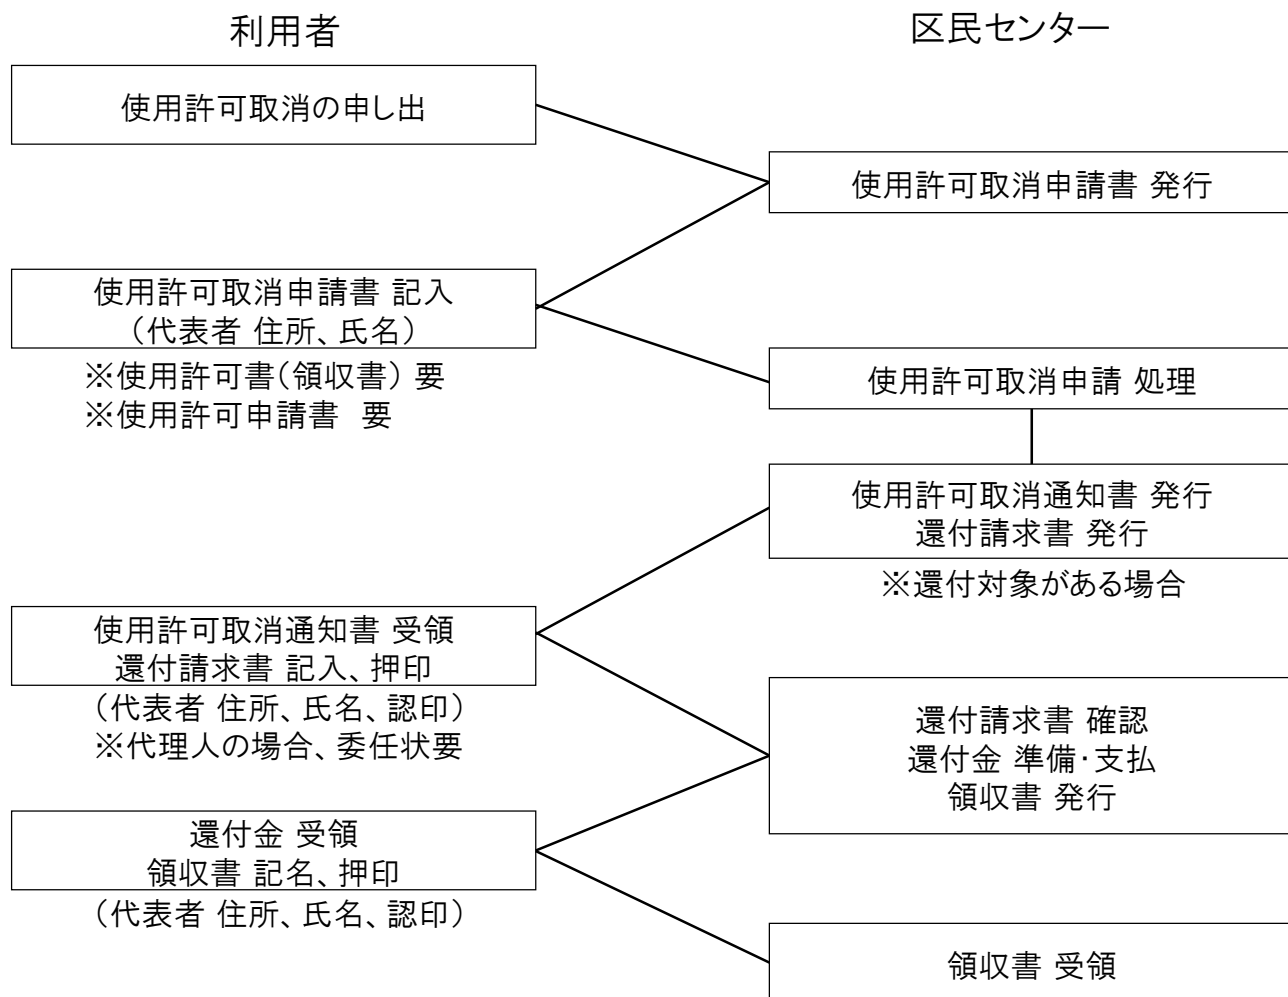 利用者
区民センター
使用許可取消の申し出
使用許可取消申請書 発行
使用許可取消申請書 記入
（代表者 住所、氏名）
※使用許可書（領収書） 要
※使用許可申請書　要
使用許可取消申請 処理
使用許可取消通知書 発行
還付請求書 発行
※還付対象がある場合
使用許可取消通知書 受領
還付請求書 記入、押印
（代表者 住所、氏名、認印）
※代理人の場合、委任状要
還付請求書 確認
還付金 準備・支払
領収書 発行
還付金 受領
領収書 記名、押印
（代表者 住所、氏名、認印）
領収書 受領